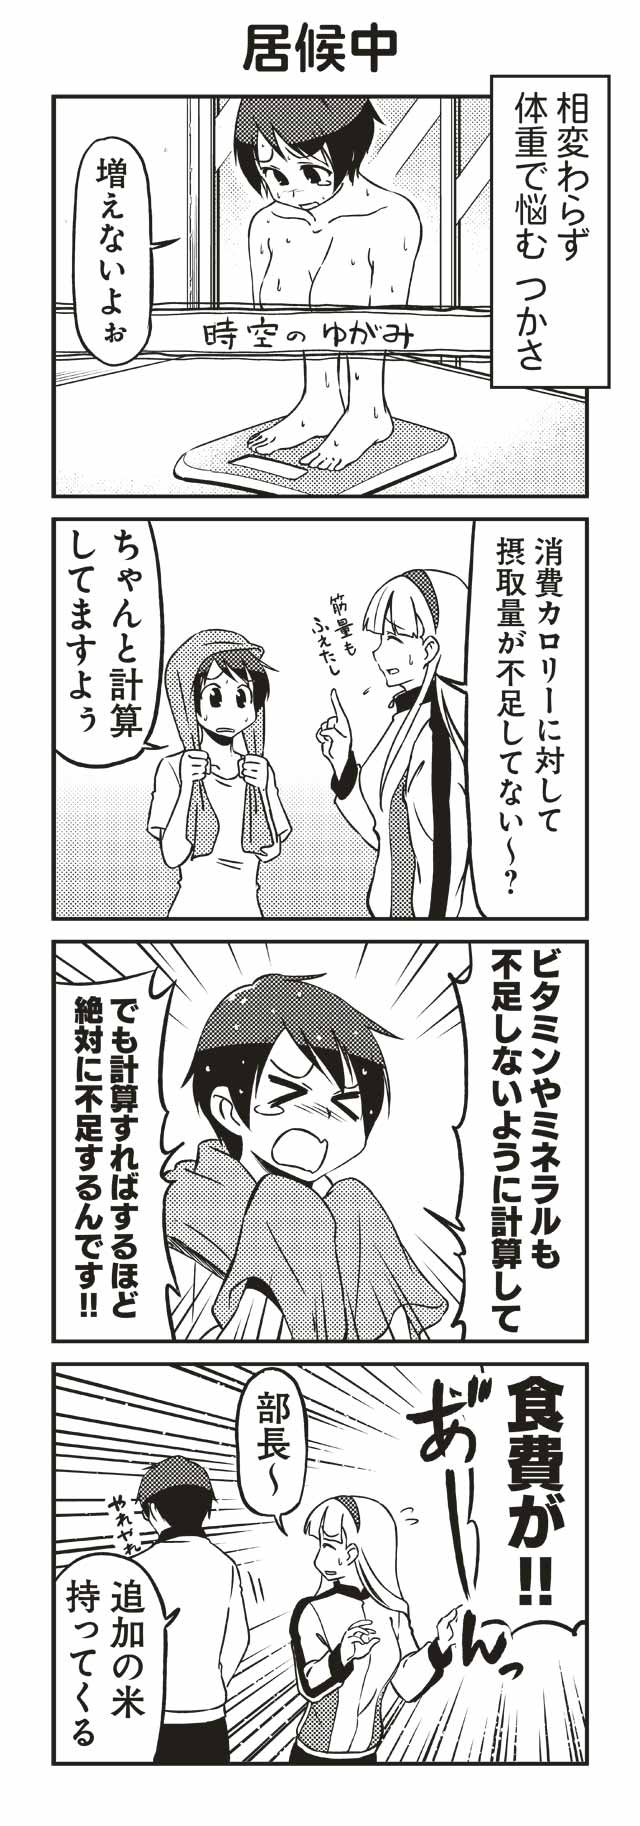 居候中
相変わらず
体重で悩む つかさ
増えないよぉ
時空のゆがみ
消費カロリーに対して
摂取量が不足してない〜?
筋量も
ふえたし
ちゃんと計算
してますよぅ
ビタミンやミネラルも
不足しないように計算して
でも計算すればするほど
絶対に不足するんです!!
食費が!!
あ゛ーんっ
部長〜
やれやれ
追加の米
持ってくる